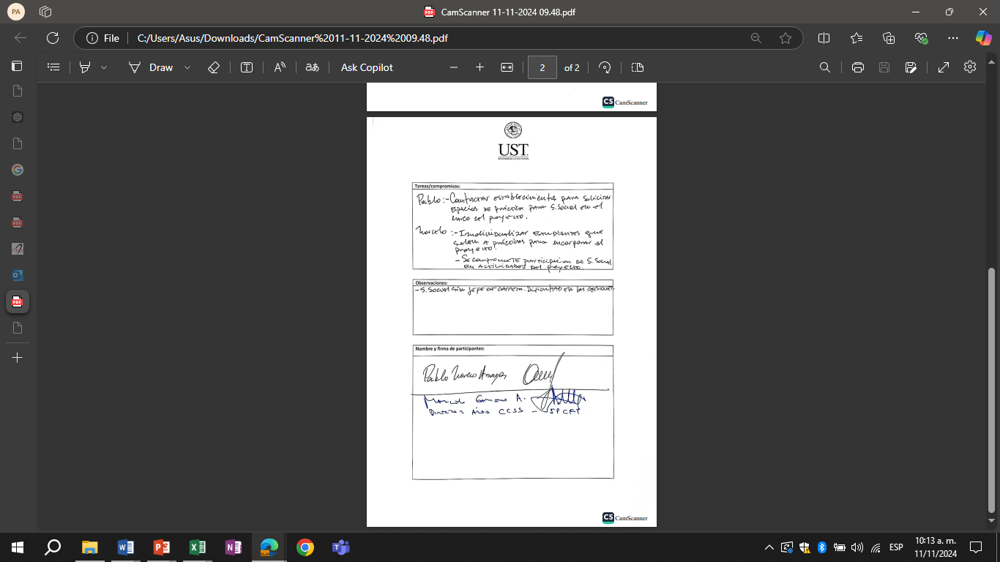 PA
CamScanner 11-11-2024 09.48.pdf
File
C:/Users/Asus/Downloads/CamScanner%2011-11-2024%2009.48.pdf
Draw
Ask Copilot
2
of 2
CS CamScanner
UST
Tareas/compromisos:
Pablo:- Contactar establecimientos para solicitar
espacios de práctica para S. Social en el
marco del proyecto.
Marcelo :- Individualizar estudiantes que
salen a prácticas para incorporar al
proyecto.
- Se compromete participación de S. Social
en actividades del proyecto.
Observaciones:
- S. Social sin jefe de carrera. Dificultad en las gestiones.
Nombre y firma de participantes:
Pablo
Marcelo A.
Director Área CCSS -
CS CamScanner
ESP
10:13 a. m.
11/11/2024